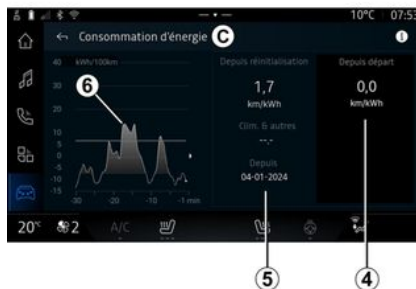 10°C 07:53
Consommation d'énergie C
kWh/100km
Depuis réinitialisation
Depuis départ
40
30
20
10
5
0
-5
-10
-15
-30 -20 -10 -1 min
6
1,7
km/kWh
Clim. & autres
--,-
Depuis
04-01-2024
0,0
km/kWh
20° 2 A/C
5 4